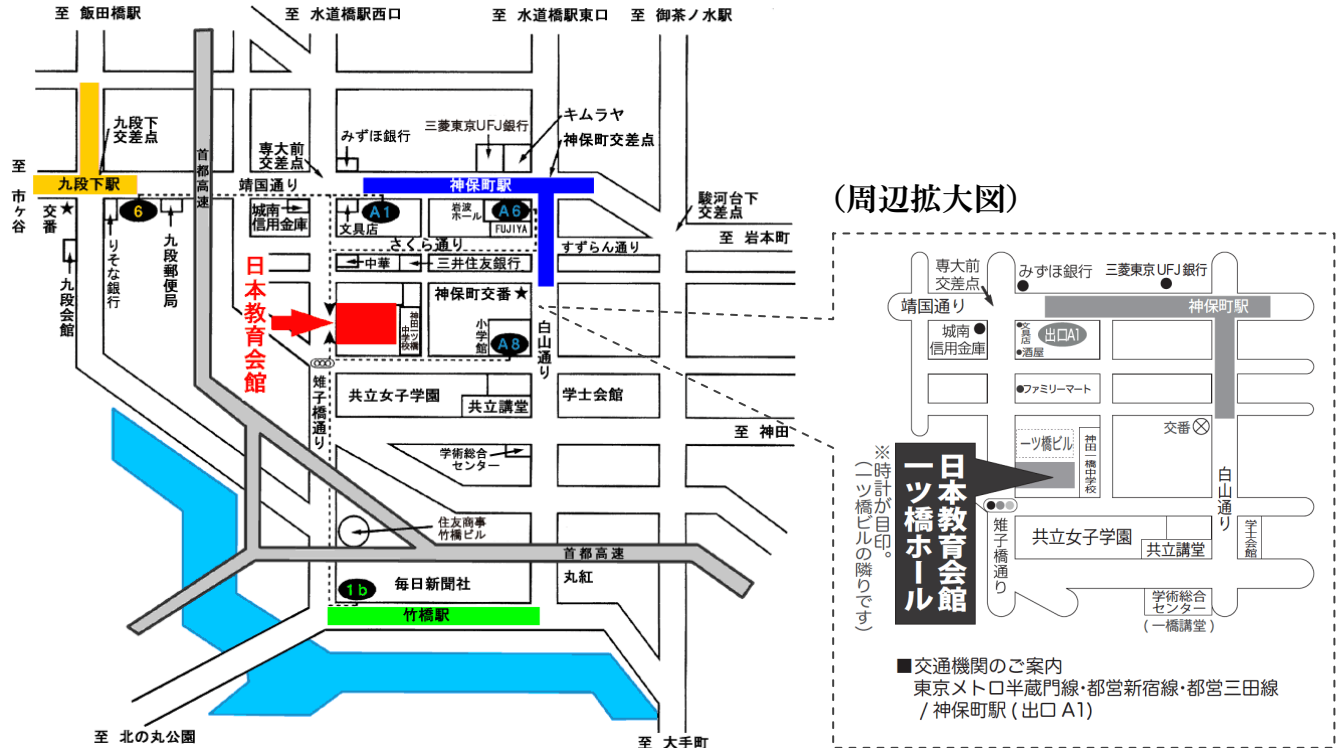 至 飯田橋駅
至 水道橋駅西口
至 水道橋駅東口
至 御茶ノ水駅
九段下
交差点
首都高速
専大前
交差点
みずほ銀行
三菱東京UFJ銀行
キムラヤ
神保町交差点
至 市ヶ谷
九段下駅
靖国通り
神保町駅
交番
★
6
城南
信用金庫
文具店
A1
岩波
ホール
A6
FUJIYA
駿河台下
交差点
至 岩本町
九段会館
りそな銀行
九段郵便局
さくら通り
すずらん通り
中華
三井住友銀行
日本教育会館
神保町交番★
神田一ツ橋
中学校
小学館
A8
白山通り
雉子橋通り
共立女子学園
共立講堂
学士会館
至 神田
学術総合
センター
住友商事
竹橋ビル
首都高速
1b
毎日新聞社
丸紅
竹橋駅
至 北の丸公園
至 大手町
(周辺拡大図)
専大前
交差点
みずほ銀行
三菱東京UFJ銀行
靖国通り
神保町駅
城南
信用金庫
文具店
酒屋
出口A1
ファミリーマート
交番
一ツ橋ビル
神田一橋中学校
日本教育会館
一ツ橋ホール
※時計が目印。
(一ツ橋ビルの隣りです)
白山通り
雉子橋通り
共立女子学園
共立講堂
学士会館
学術総合
センター
(一橋講堂)
■交通機関のご案内
東京メトロ半蔵門線・都営新宿線・都営三田線
/ 神保町駅 (出口 A1)